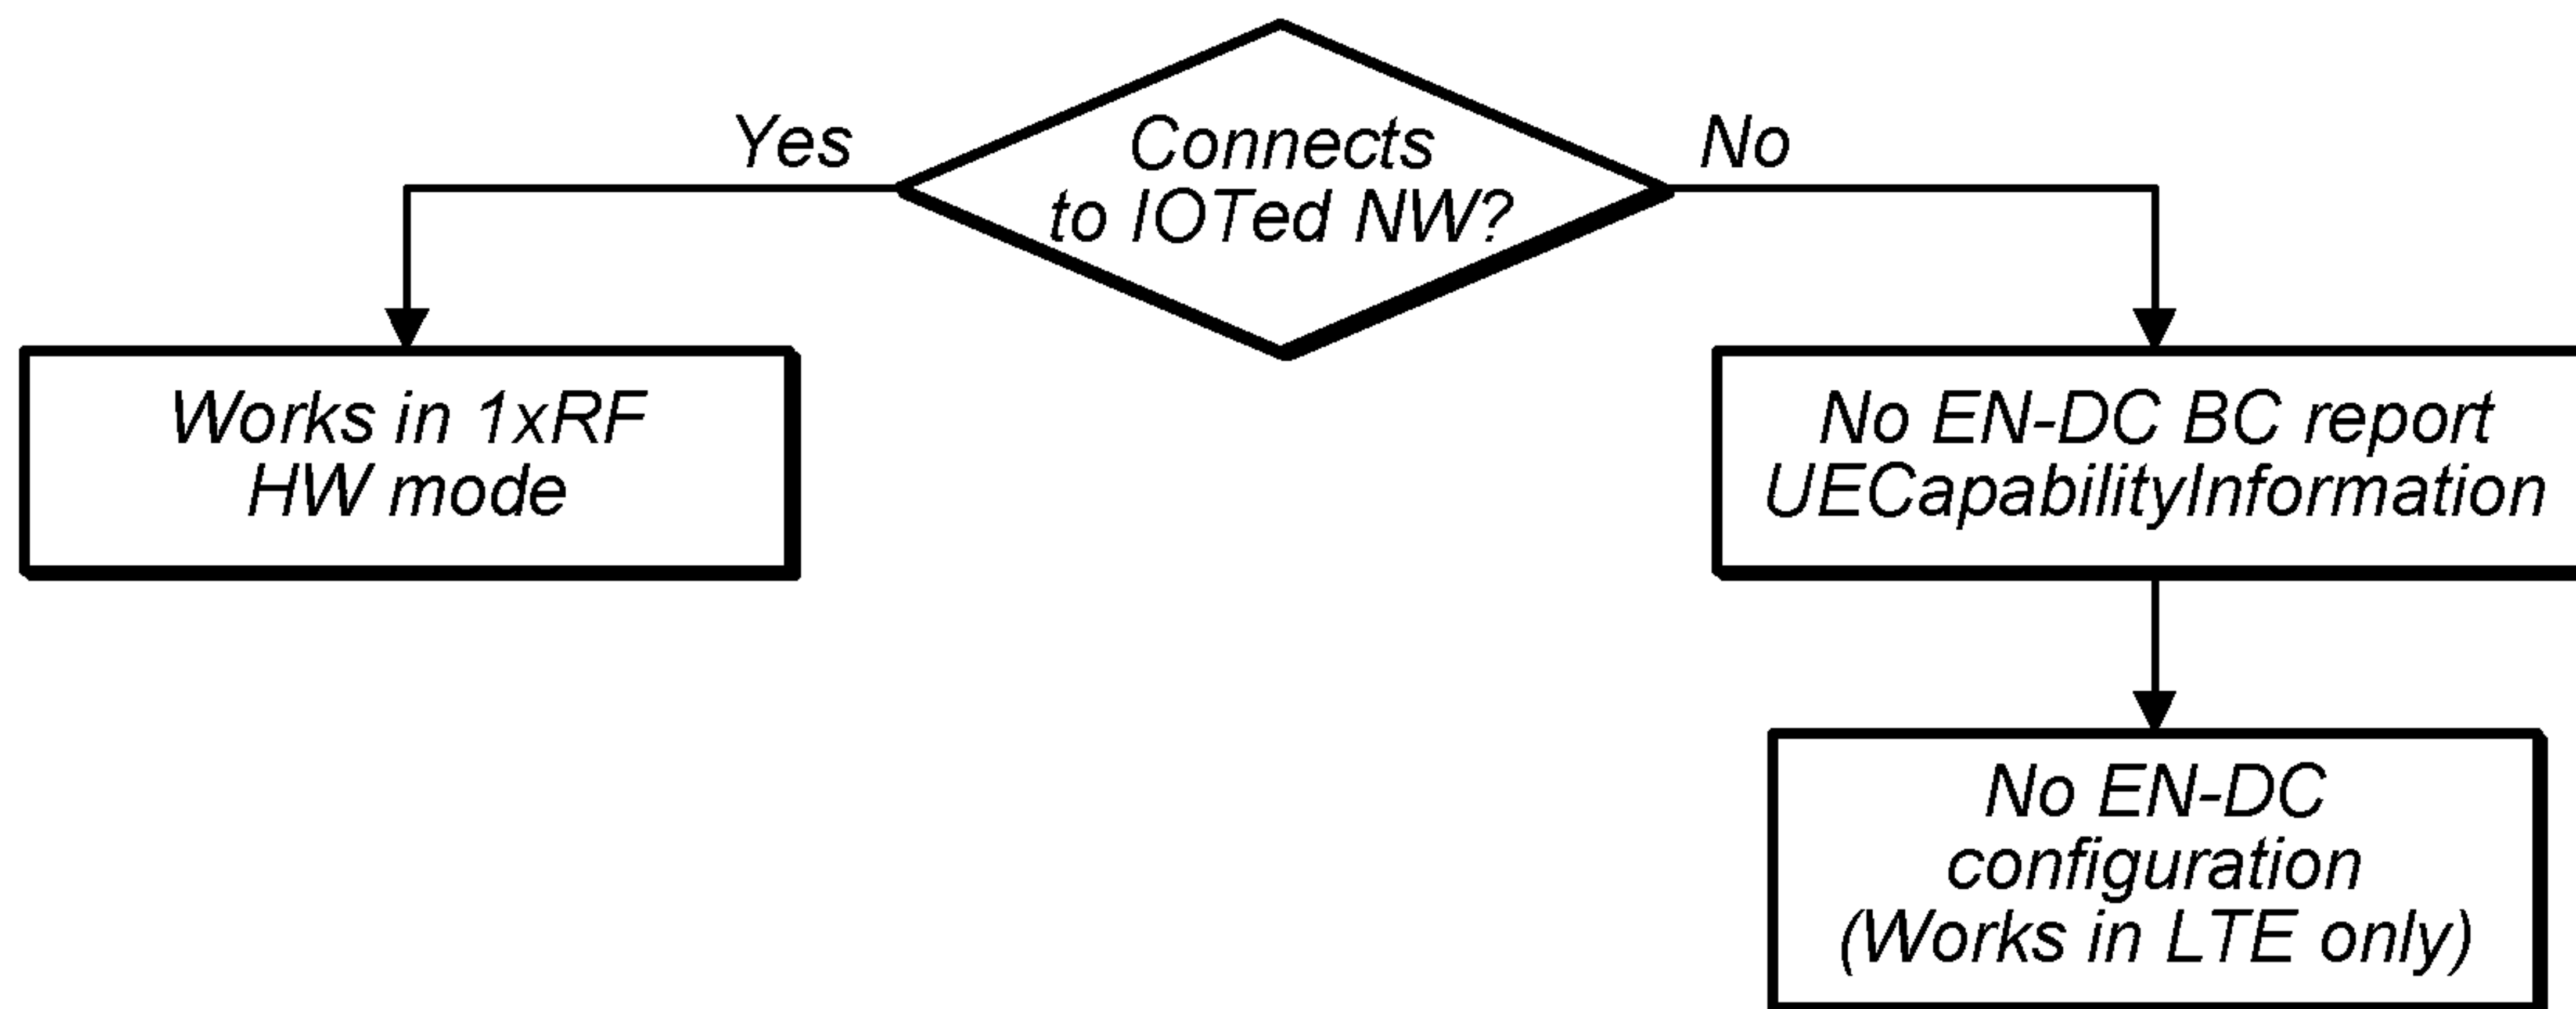 Connects
to IOTed NW?
Yes
No
Works in 1xRF
HW mode
No EN-DC BC report
UECapabilityInformation
No EN-DC
configuration
(Works in LTE only)